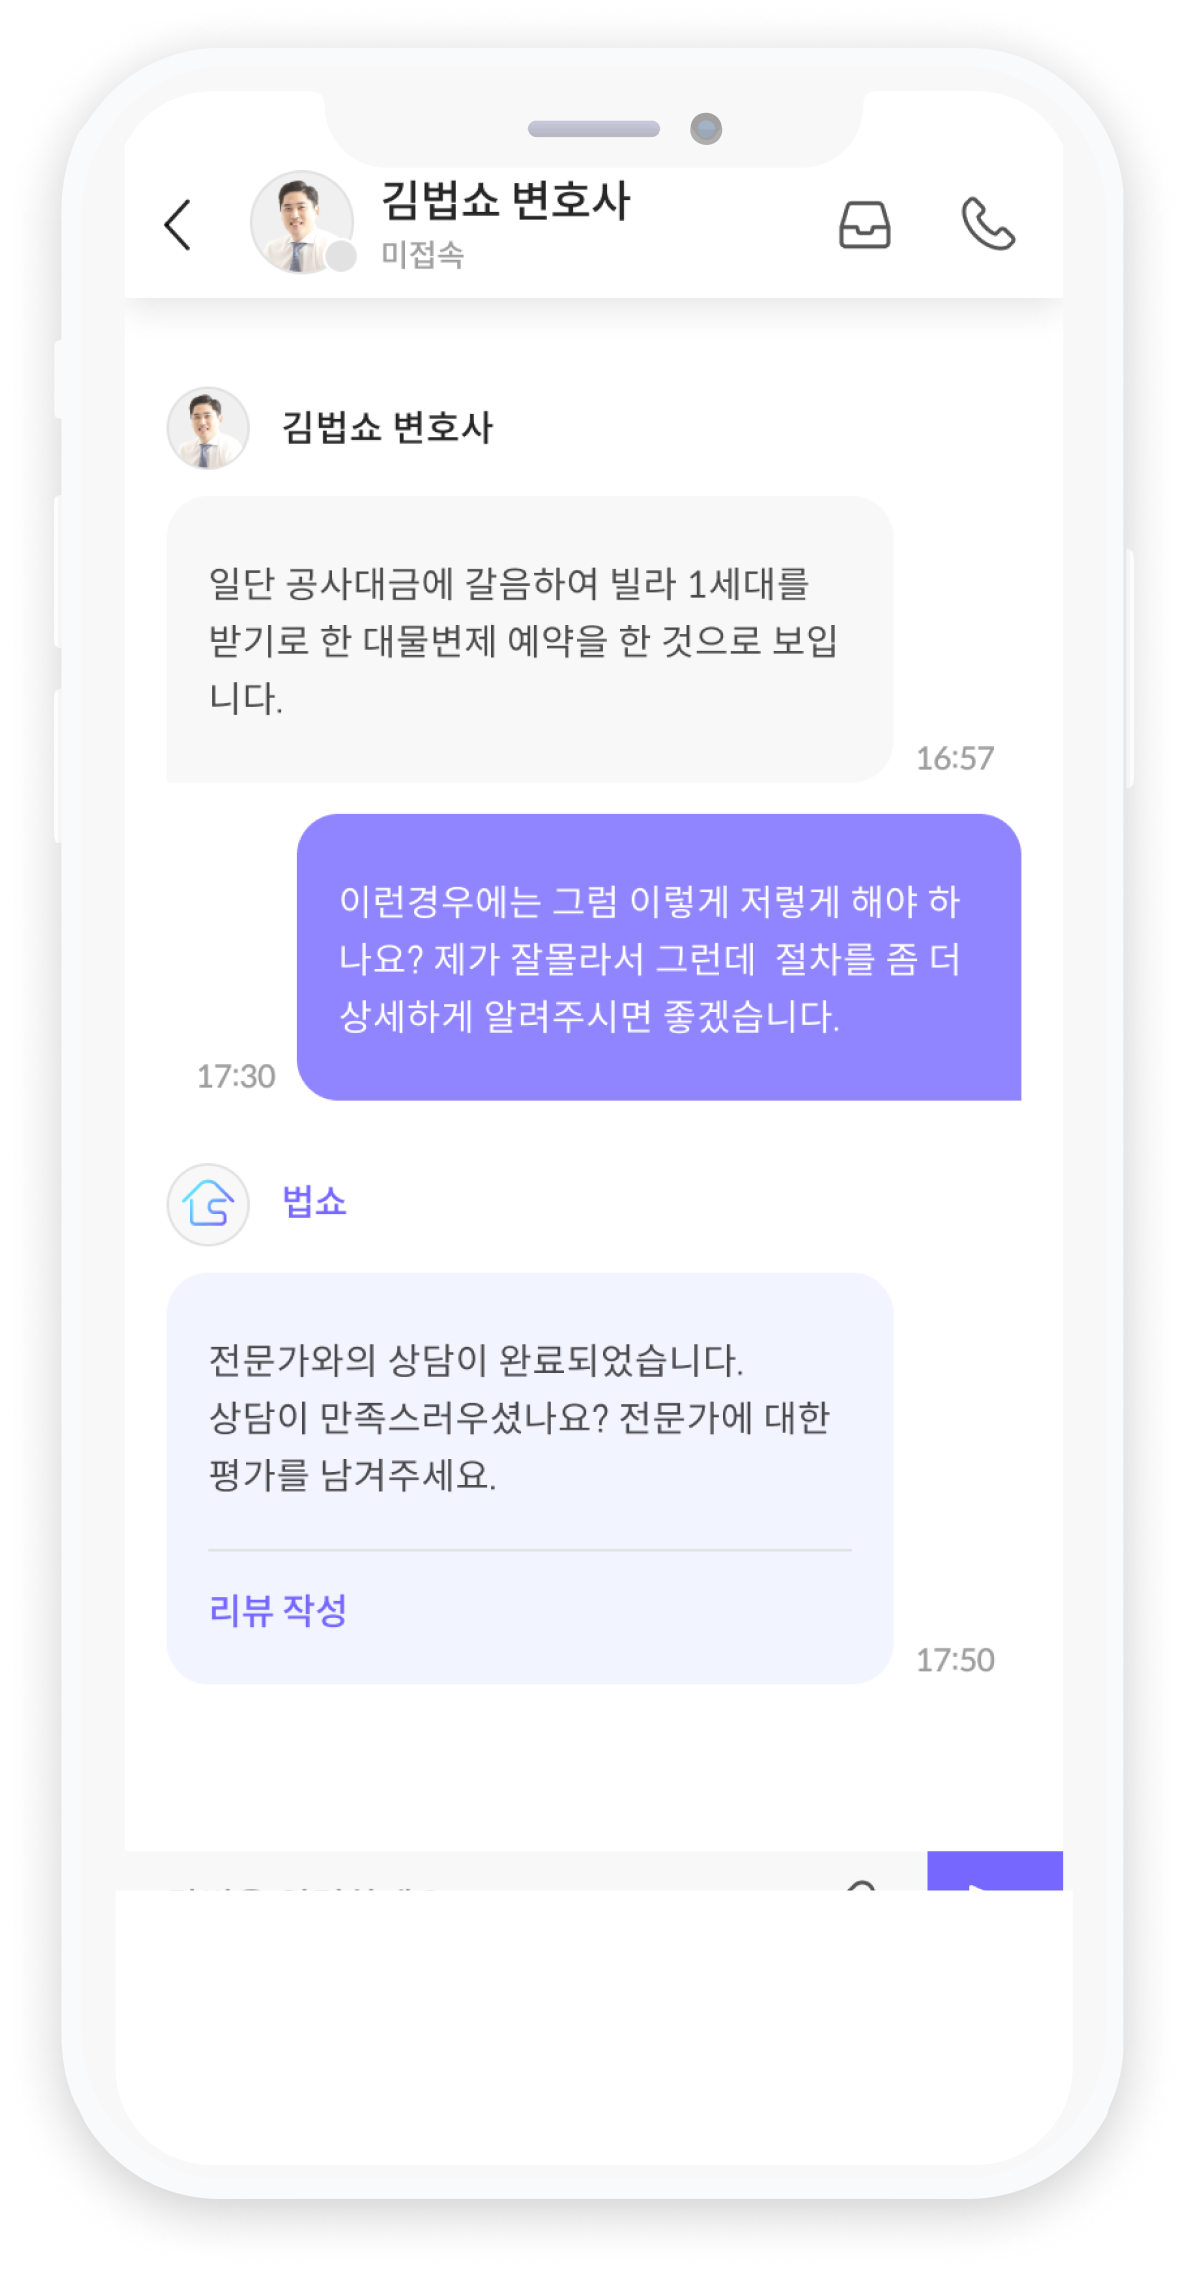 김법쇼 변호사
미접속
김법쇼 변호사
일단 공사대금에 갈음하여 빌라 1세대를
받기로 한 대물변제 예약을 한 것으로 보입
니다.
16:57
이런경우에는 그럼 이렇게 저렇게 해야 하
나요? 제가 잘몰라서 그런데  절차를 좀 더
상세하게 알려주시면 좋겠습니다.
17:30
법쇼
전문가와의 상담이 완료되었습니다.
상담이 만족스러우셨나요? 전문가에 대한
평가를 남겨주세요.
리뷰 작성
17:50